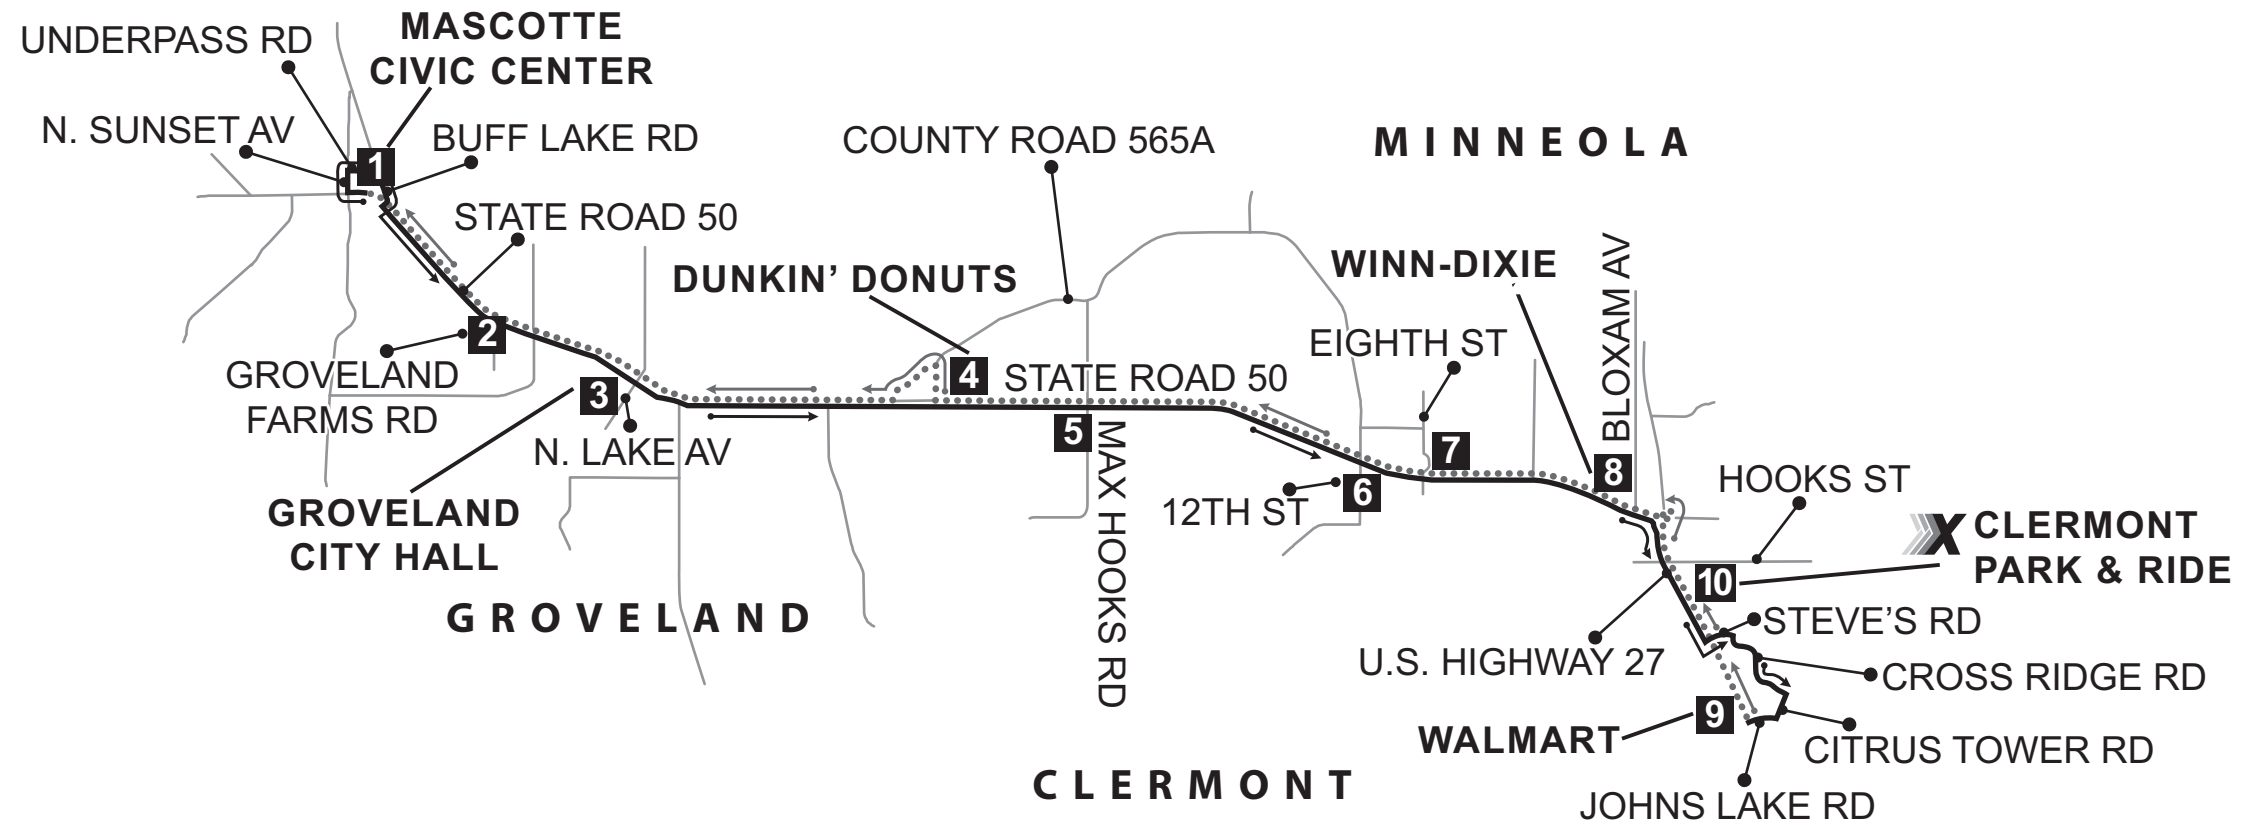 UNDERPASS RD
MASCOTTE
CIVIC CENTER
N. SUNSET AV
1
BUFF LAKE RD
STATE ROAD 50
COUNTY ROAD 565A
MINNEOLA
DUNKIN’ DONUTS
WINN-DIXIE
BLOXAM AV
2
GROVELAND
FARMS RD
3
N. LAKE AV
4
STATE ROAD 50
EIGHTH ST
5
MAX HOOKS RD
7
8
6
12TH ST
HOOKS ST
GROVELAND
CITY HALL
X
CLERMONT
PARK & RIDE
10
GROVELAND
STEVE’S RD
U.S. HIGHWAY 27
CROSS RIDGE RD
9
WALMART
CITRUS TOWER RD
CLERMONT
JOHNS LAKE RD